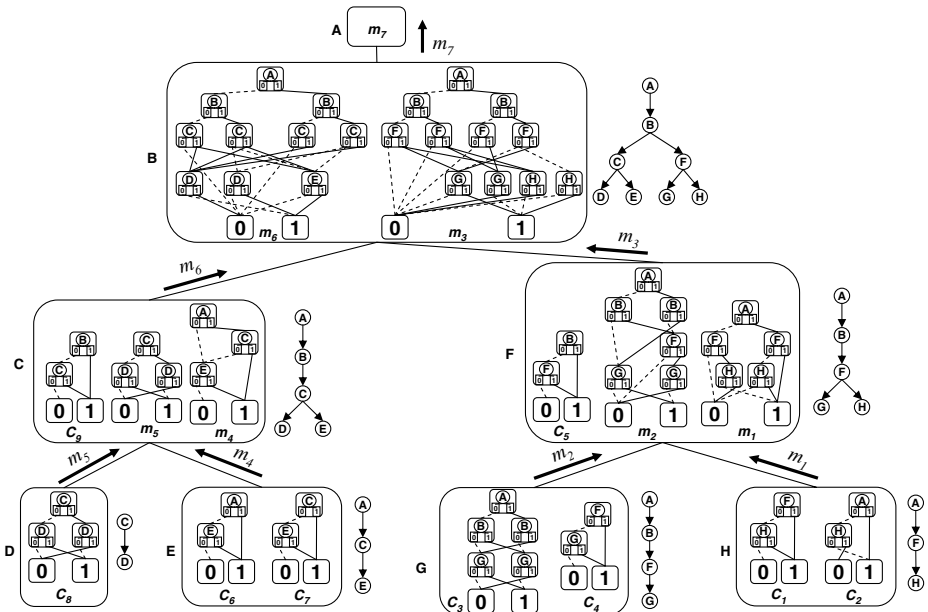 A m7 m7
B
A A
B B B B
C C C C F F F F
D D E G G H H
0 1 0 1
m6 m3
A
B
C F
D E G H
m6 m3
C
B C A
C D D C
E
0 1 0 1 0 1
C9 m5 m4
A
B
C
D E
F
A
B B B A
F F F F
G G H H
0 1 0 1 0 1
C5 m2 m1
A
B
F
G H
m5 m4 m2 m1
D
C
D D
0 1
C8
C
D
E
A C
E E
0 1 0 1
C6 C7
A
C
E
G
A
B B F
G G G
0 1 0 1
C3 C4
A
B
F
G
H
F A
H H
0 1 0 1
C1 C2
A
F
H